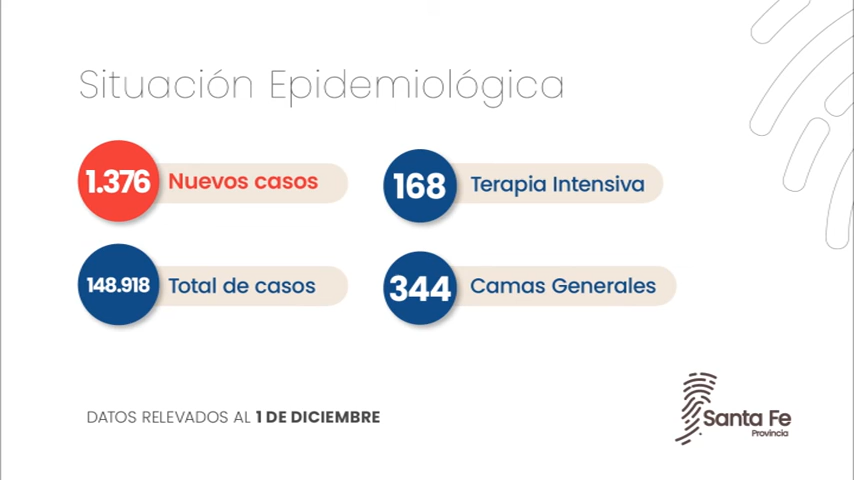 Situación Epidemiológica
1.376 Nuevos casos
168 Terapia Intensiva
148.918 Total de casos
344 Camas Generales
DATOS RELEVADOS AL 1 DE DICIEMBRE
Santa Fe
Provincia